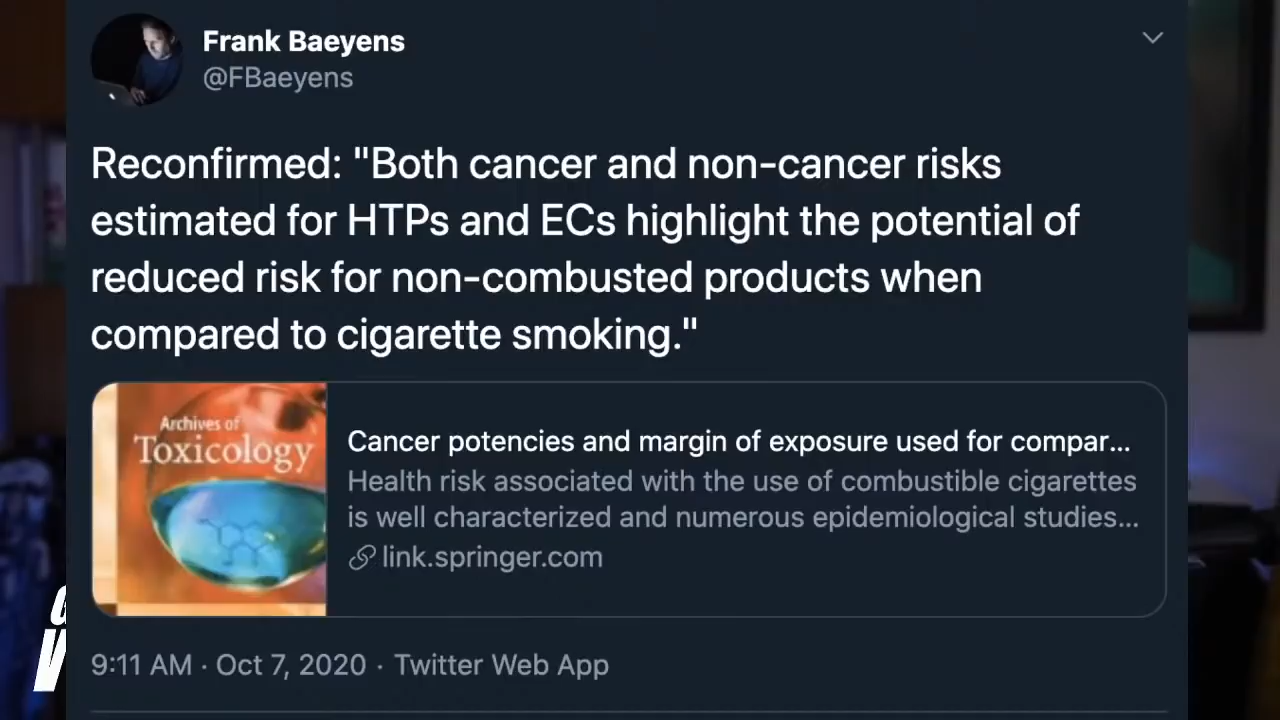 Frank Baeyens
@FBaeyens
Reconfirmed: "Both cancer and non-cancer risks
estimated for HTPs and ECs highlight the potential of
reduced risk for non-combusted products when
compared to cigarette smoking."
Archives of
Toxicology
Cancer potencies and margin of exposure used for compar...
Health risk associated with the use of combustible cigarettes
is well characterized and numerous epidemiological studies...
link.springer.com
9:11 AM · Oct 7, 2020 · Twitter Web App